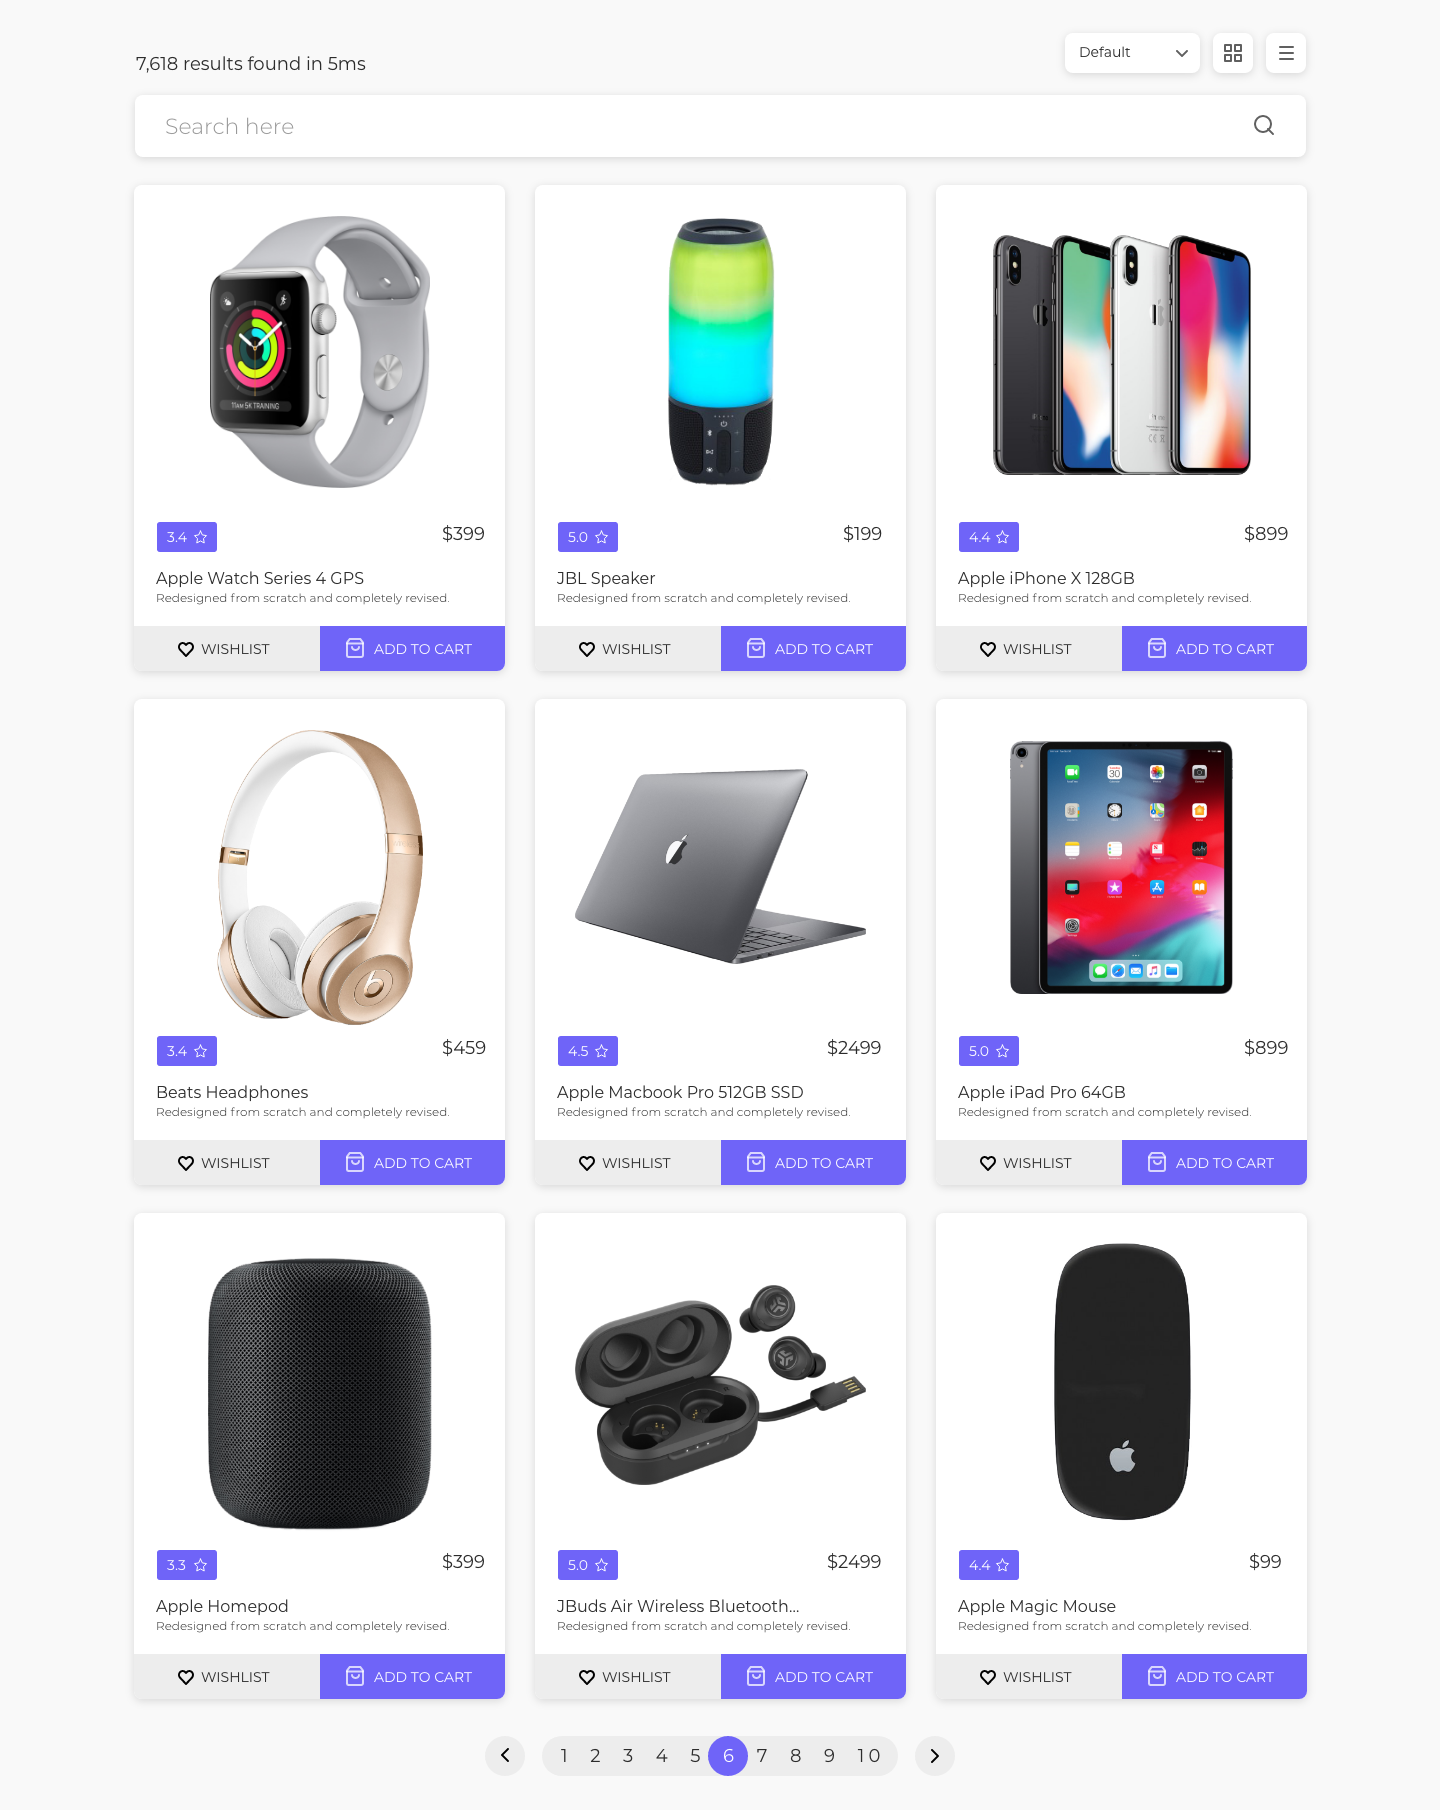 7,618 results found in 5ms
Default
Search here
11AM 5K TRAINING
3.4
$399
5.0
$199
4.4
$899
Apple Watch Series 4 GPS
Redesigned from scratch and completely revised.
JBL Speaker
Redesigned from scratch and completely revised.
Apple iPhone X 128GB
Redesigned from scratch and completely revised.
WISHLIST
ADD TO CART
WISHLIST
ADD TO CART
WISHLIST
ADD TO CART
30
3.4
$459
4.5
$2499
5.0
$899
Beats Headphones
Redesigned from scratch and completely revised.
Apple Macbook Pro 512GB SSD
Redesigned from scratch and completely revised.
Apple iPad Pro 64GB
Redesigned from scratch and completely revised.
WISHLIST
ADD TO CART
WISHLIST
ADD TO CART
WISHLIST
ADD TO CART
3.3
$399
5.0
$2499
4.4
$99
Apple Homepod
Redesigned from scratch and completely revised.
JBuds Air Wireless Bluetooth...
Redesigned from scratch and completely revised.
Apple Magic Mouse
Redesigned from scratch and completely revised.
WISHLIST
ADD TO CART
WISHLIST
ADD TO CART
WISHLIST
ADD TO CART
1 2 3 4 5 6 7 8 9 10